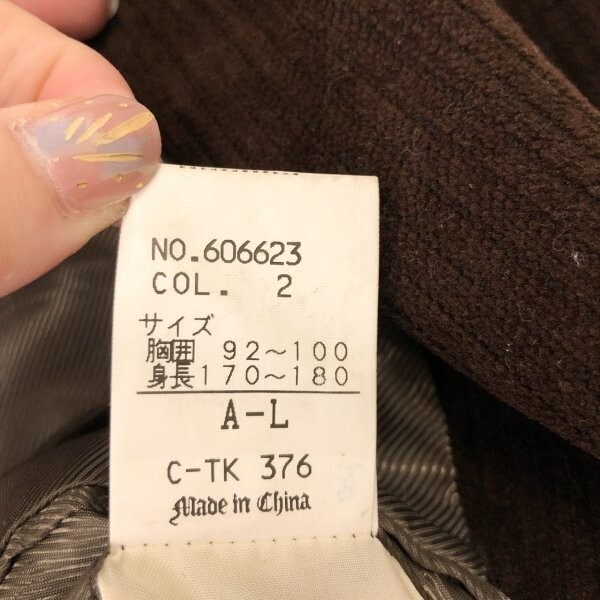 NO.606623
COL. 2
サイズ
胸囲 92～100
身長170～180
A-L
C-TK 376
Made in China